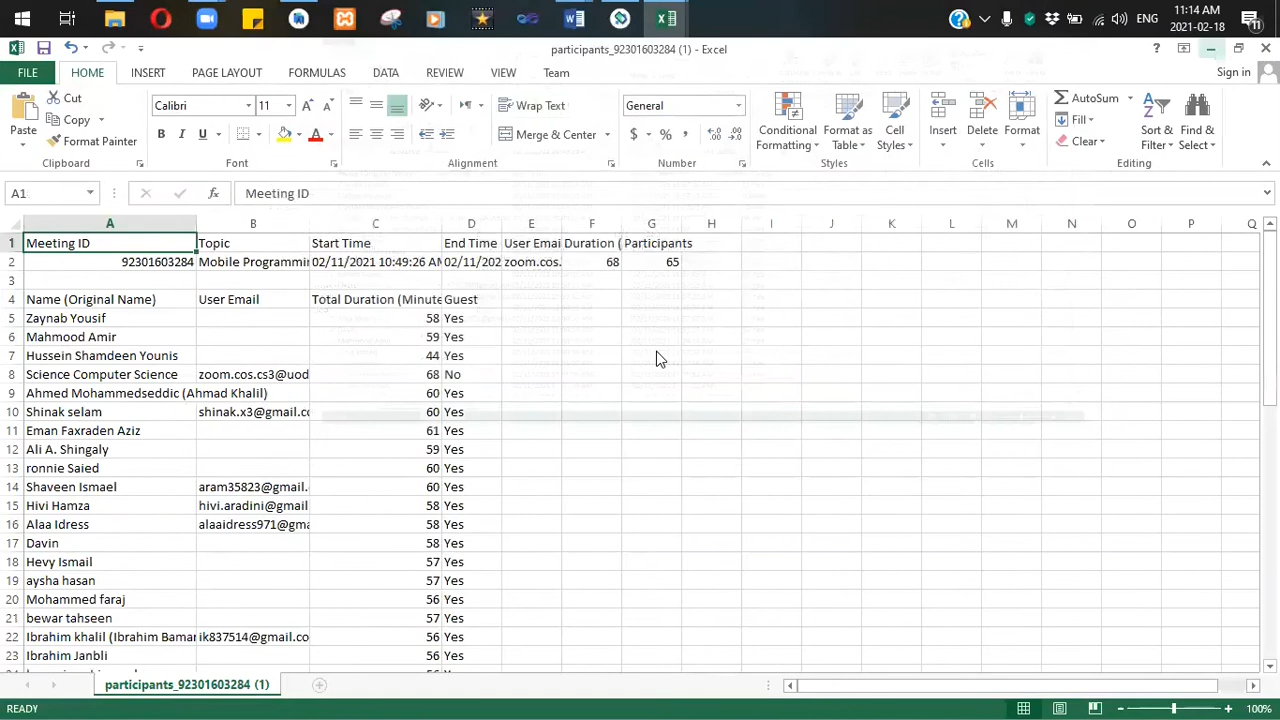 11:14 AM
ENG
2021-02-18
participants_92301603284 (1) - Excel
FILE HOME INSERT PAGE LAYOUT FORMULAS DATA REVIEW VIEW Team Sign in
Paste
Cut
Copy
Format Painter
Clipboard
Calibri 11
B I U
Font
Wrap Text
Merge & Center
Alignment
General
$ % ,
Number
Conditional Formatting
Format as Table
Cell Styles
Styles
Insert Delete Format
Cells
AutoSum
Fill
Clear
Sort & Filter
Find & Select
Editing
A1 fx Meeting ID
A B C D E F G H I J K L M N O P Q
1 Meeting ID Topic Start Time End Time User Emai Duration ( Participants
2 92301603284 Mobile Programmin 02/11/2021 10:49:26 AM 02/11/202 zoom.cos. 68 65
3
4 Name (Original Name) User Email Total Duration (Minute Guest
5 Zaynab Yousif 58 Yes
6 Mahmood Amir 59 Yes
7 Hussein Shamdeen Younis 44 Yes
8 Science Computer Science zoom.cos.cs3@uod 68 No
9 Ahmed Mohammedseddic (Ahmad Khalil) 60 Yes
10 Shinak selam shinak.x3@gmail.co 60 Yes
11 Eman Faxraden Aziz 61 Yes
12 Ali A. Shingaly 59 Yes
13 ronnie Saied 60 Yes
14 Shaveen Ismael aram35823@gmail. 60 Yes
15 Hivi Hamza hivi.aradini@gmail 58 Yes
16 Alaa Idress alaaidress971@gma 58 Yes
17 Davin 58 Yes
18 Hevy Ismail 57 Yes
19 aysha hasan 57 Yes
20 Mohammed faraj 56 Yes
21 bewar tahseen 57 Yes
22 Ibrahim khalil (Ibrahim Bamar ik837514@gmail.co 56 Yes
23 Ibrahim Janbli 56 Yes
participants_92301603284 (1)
READY 100%